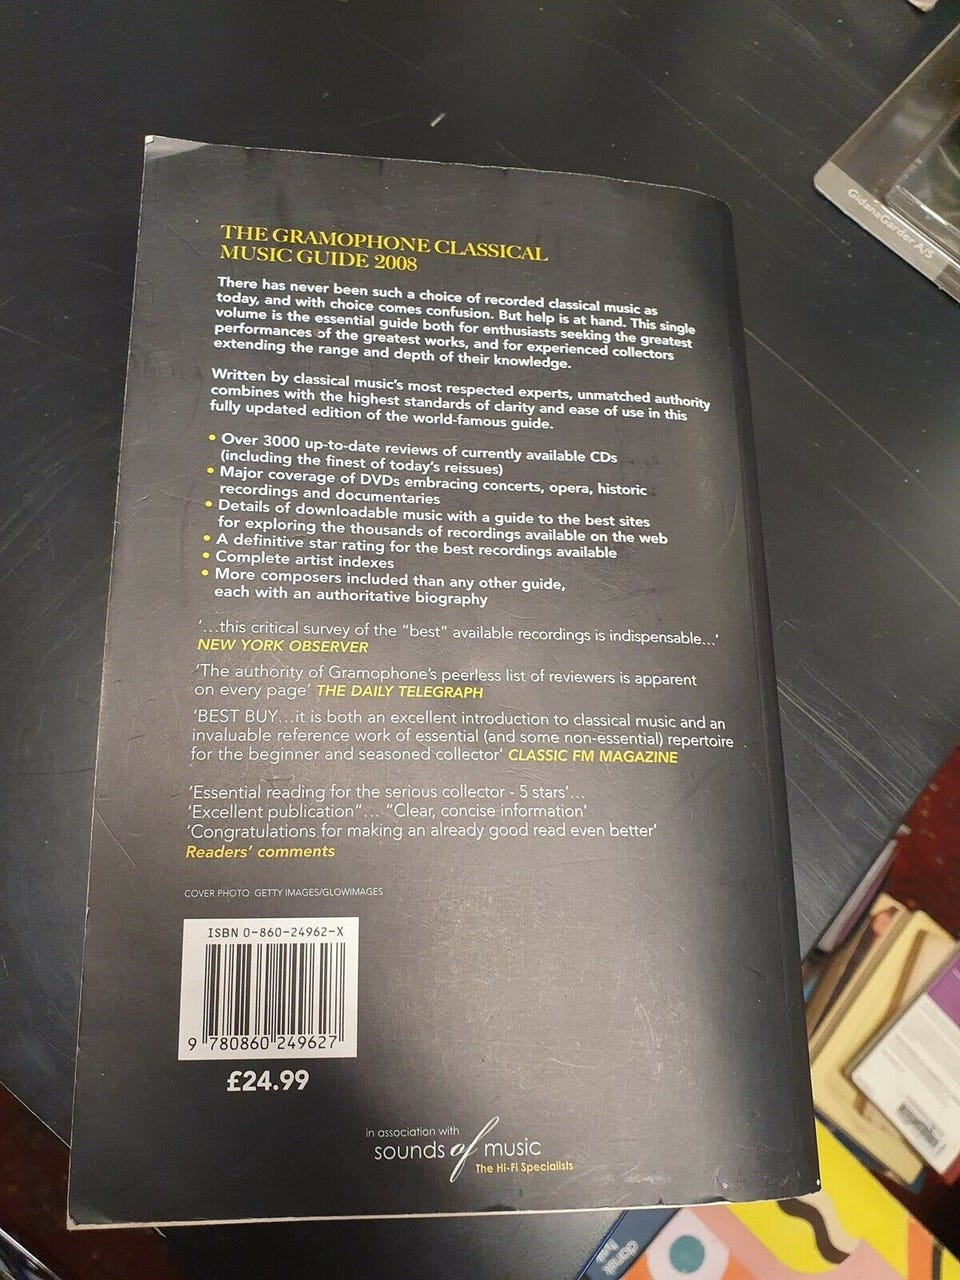 THE GRAMOPHONE CLASSICAL
MUSIC GUIDE 2008
There has never been such a choice of recorded classical music as
today, and with choice comes confusion. But help is at hand. This single
volume is the essential guide both for enthusiasts seeking the greatest
performances of the greatest works, and for experienced collectors
extending the range and depth of their knowledge.
Written by classical music's most respected experts, unmatched authority
combines with the highest standards of clarity and ease of use in this
fully updated edition of the world-famous guide.
• Over 3000 up-to-date reviews of currently available CDs
(including the finest of today's reissues)
• Major coverage of DVDs embracing concerts, opera, historic
recordings and documentaries
• Details of downloadable music with a guide to the best sites
for exploring the thousands of recordings available on the web
• A definitive star rating for the best recordings available
• Complete artist indexes
• More composers included than any other guide,
each with an authoritative biography
'...this critical survey of the "best" available recordings is indispensable...'
NEW YORK OBSERVER
'The authority of Gramophone's peerless list of reviewers is apparent
on every page' THE DAILY TELEGRAPH
'BEST BUY...it is both an excellent introduction to classical music and an
invaluable reference work of essential (and some non-essential) repertoire
for the beginner and seasoned collector' CLASSIC FM MAGAZINE
'Essential reading for the serious collector - 5 stars'...
'Excellent publication"... "Clear, concise information'
'Congratulations for making an already good read even better'
Readers' comments
COVER PHOTO: GETTY IMAGES/GLOWIMAGES
ISBN 0-860-24962-X
9 780860 249627
£24.99
in association with
sounds of music
The Hi-Fi Specialists
GidanaGarder A/S